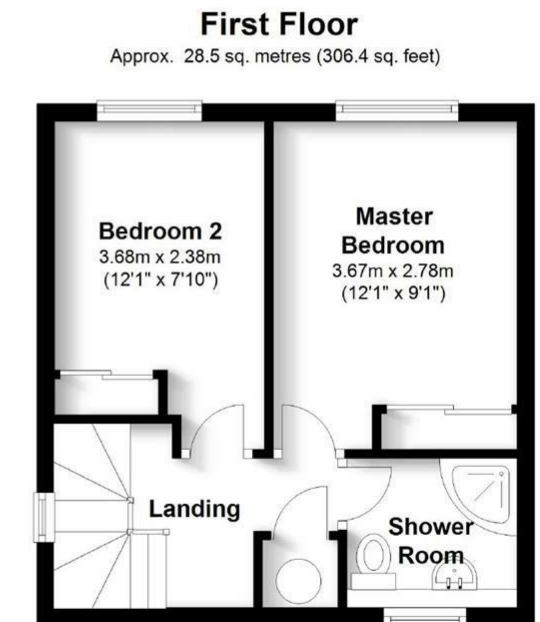 First Floor
Approx. 28.5 sq. metres (306.4 sq. feet)
Bedroom 2
3.68m x 2.38m
(12'1" x 7'10")
Master
Bedroom
3.67m x 2.78m
(12'1" x 9'1")
Landing
Shower
Room